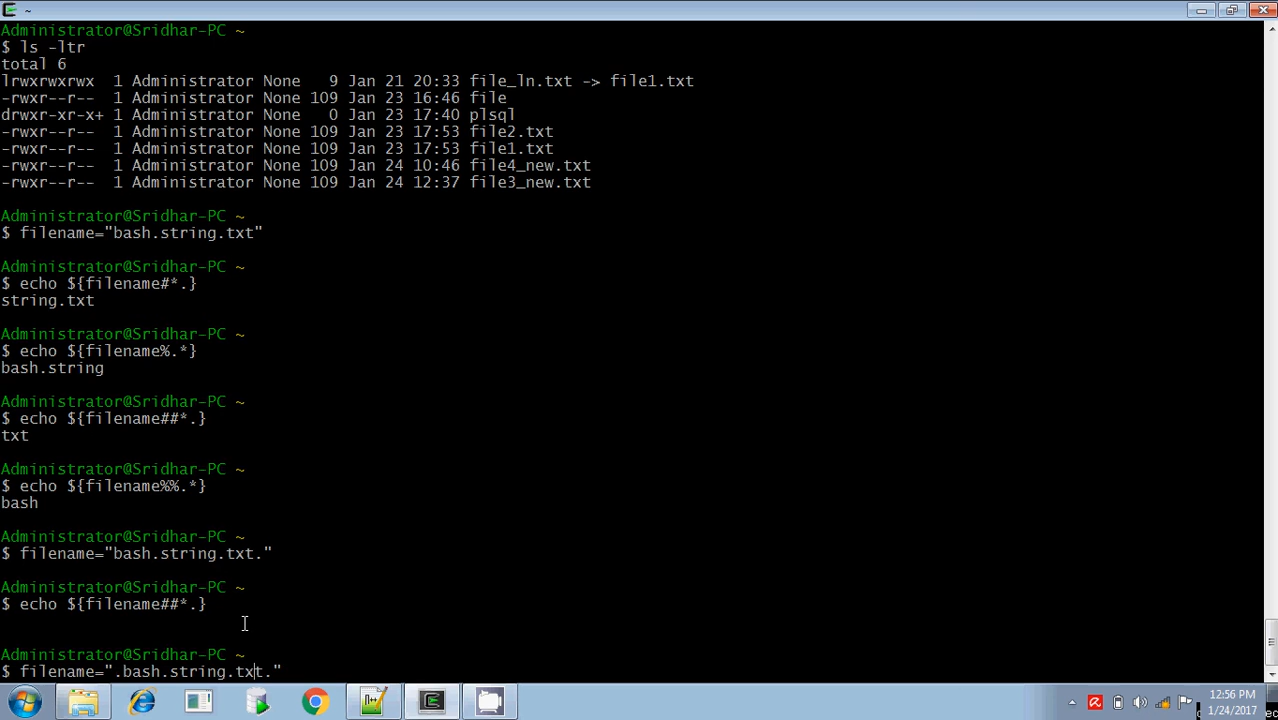 ~
Administrator@Sridhar-PC ~
$ ls -ltr
total 6
lrwxrwxrwx  1 Administrator None   9 Jan 21 20:33 file_ln.txt -> file1.txt
-rwxr--r--  1 Administrator None 109 Jan 23 16:46 file
drwxr-xr-x+ 1 Administrator None   0 Jan 23 17:40 plsql
-rwxr--r--  1 Administrator None 109 Jan 23 17:53 file2.txt
-rwxr--r--  1 Administrator None 109 Jan 23 17:53 file1.txt
-rwxr--r--  1 Administrator None 109 Jan 24 10:46 file4_new.txt
-rwxr--r--  1 Administrator None 109 Jan 24 12:37 file3_new.txt
Administrator@Sridhar-PC ~
$ filename="bash.string.txt"
Administrator@Sridhar-PC ~
$ echo ${filename#*.}
string.txt
Administrator@Sridhar-PC ~
$ echo ${filename%.*}
bash.string
Administrator@Sridhar-PC ~
$ echo ${filename##*.}
txt
Administrator@Sridhar-PC ~
$ echo ${filename%%.*}
bash
Administrator@Sridhar-PC ~
$ filename="bash.string.txt."
Administrator@Sridhar-PC ~
$ echo ${filename##*.}
Administrator@Sridhar-PC ~
$ filename=".bash.string.txt."
12:56 PM
1/24/2017